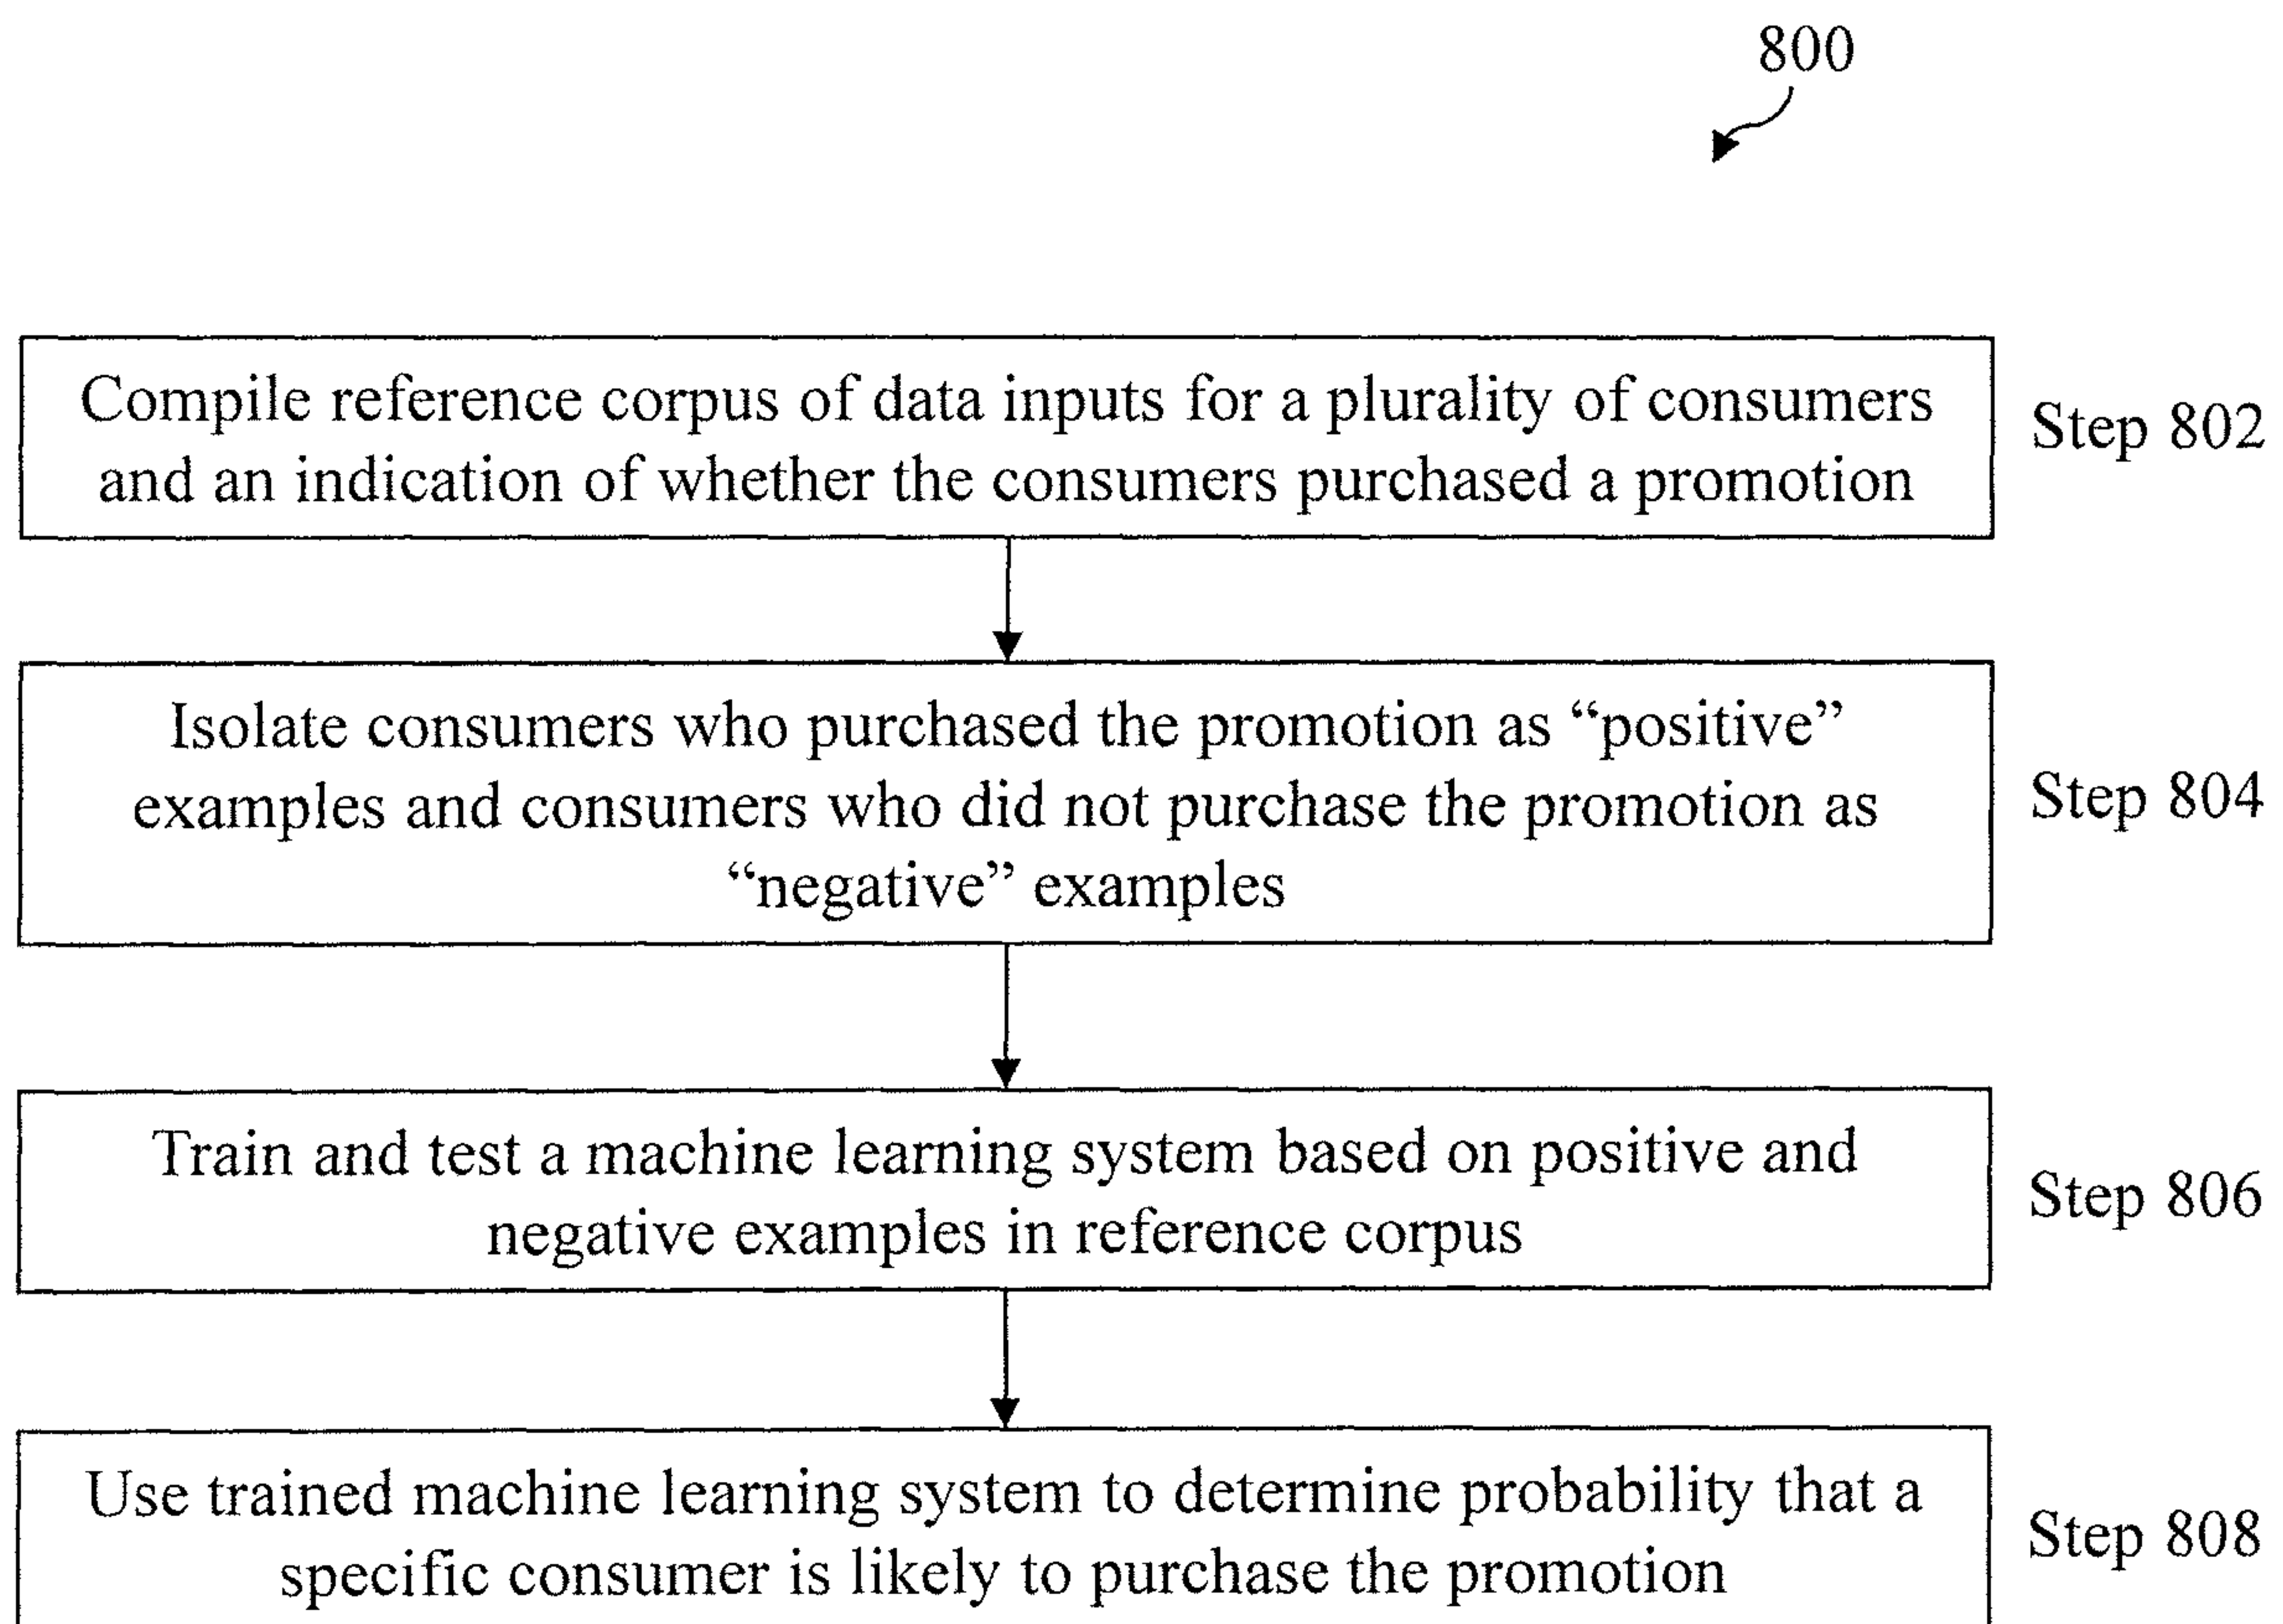 800
Compile reference corpus of data inputs for a plurality of consumers
and an indication of whether the consumers purchased a promotion
Step 802
Isolate consumers who purchased the promotion as “positive”
examples and consumers who did not purchase the promotion as
“negative” examples
Step 804
Train and test a machine learning system based on positive and
negative examples in reference corpus
Step 806
Use trained machine learning system to determine probability that a
specific consumer is likely to purchase the promotion
Step 808